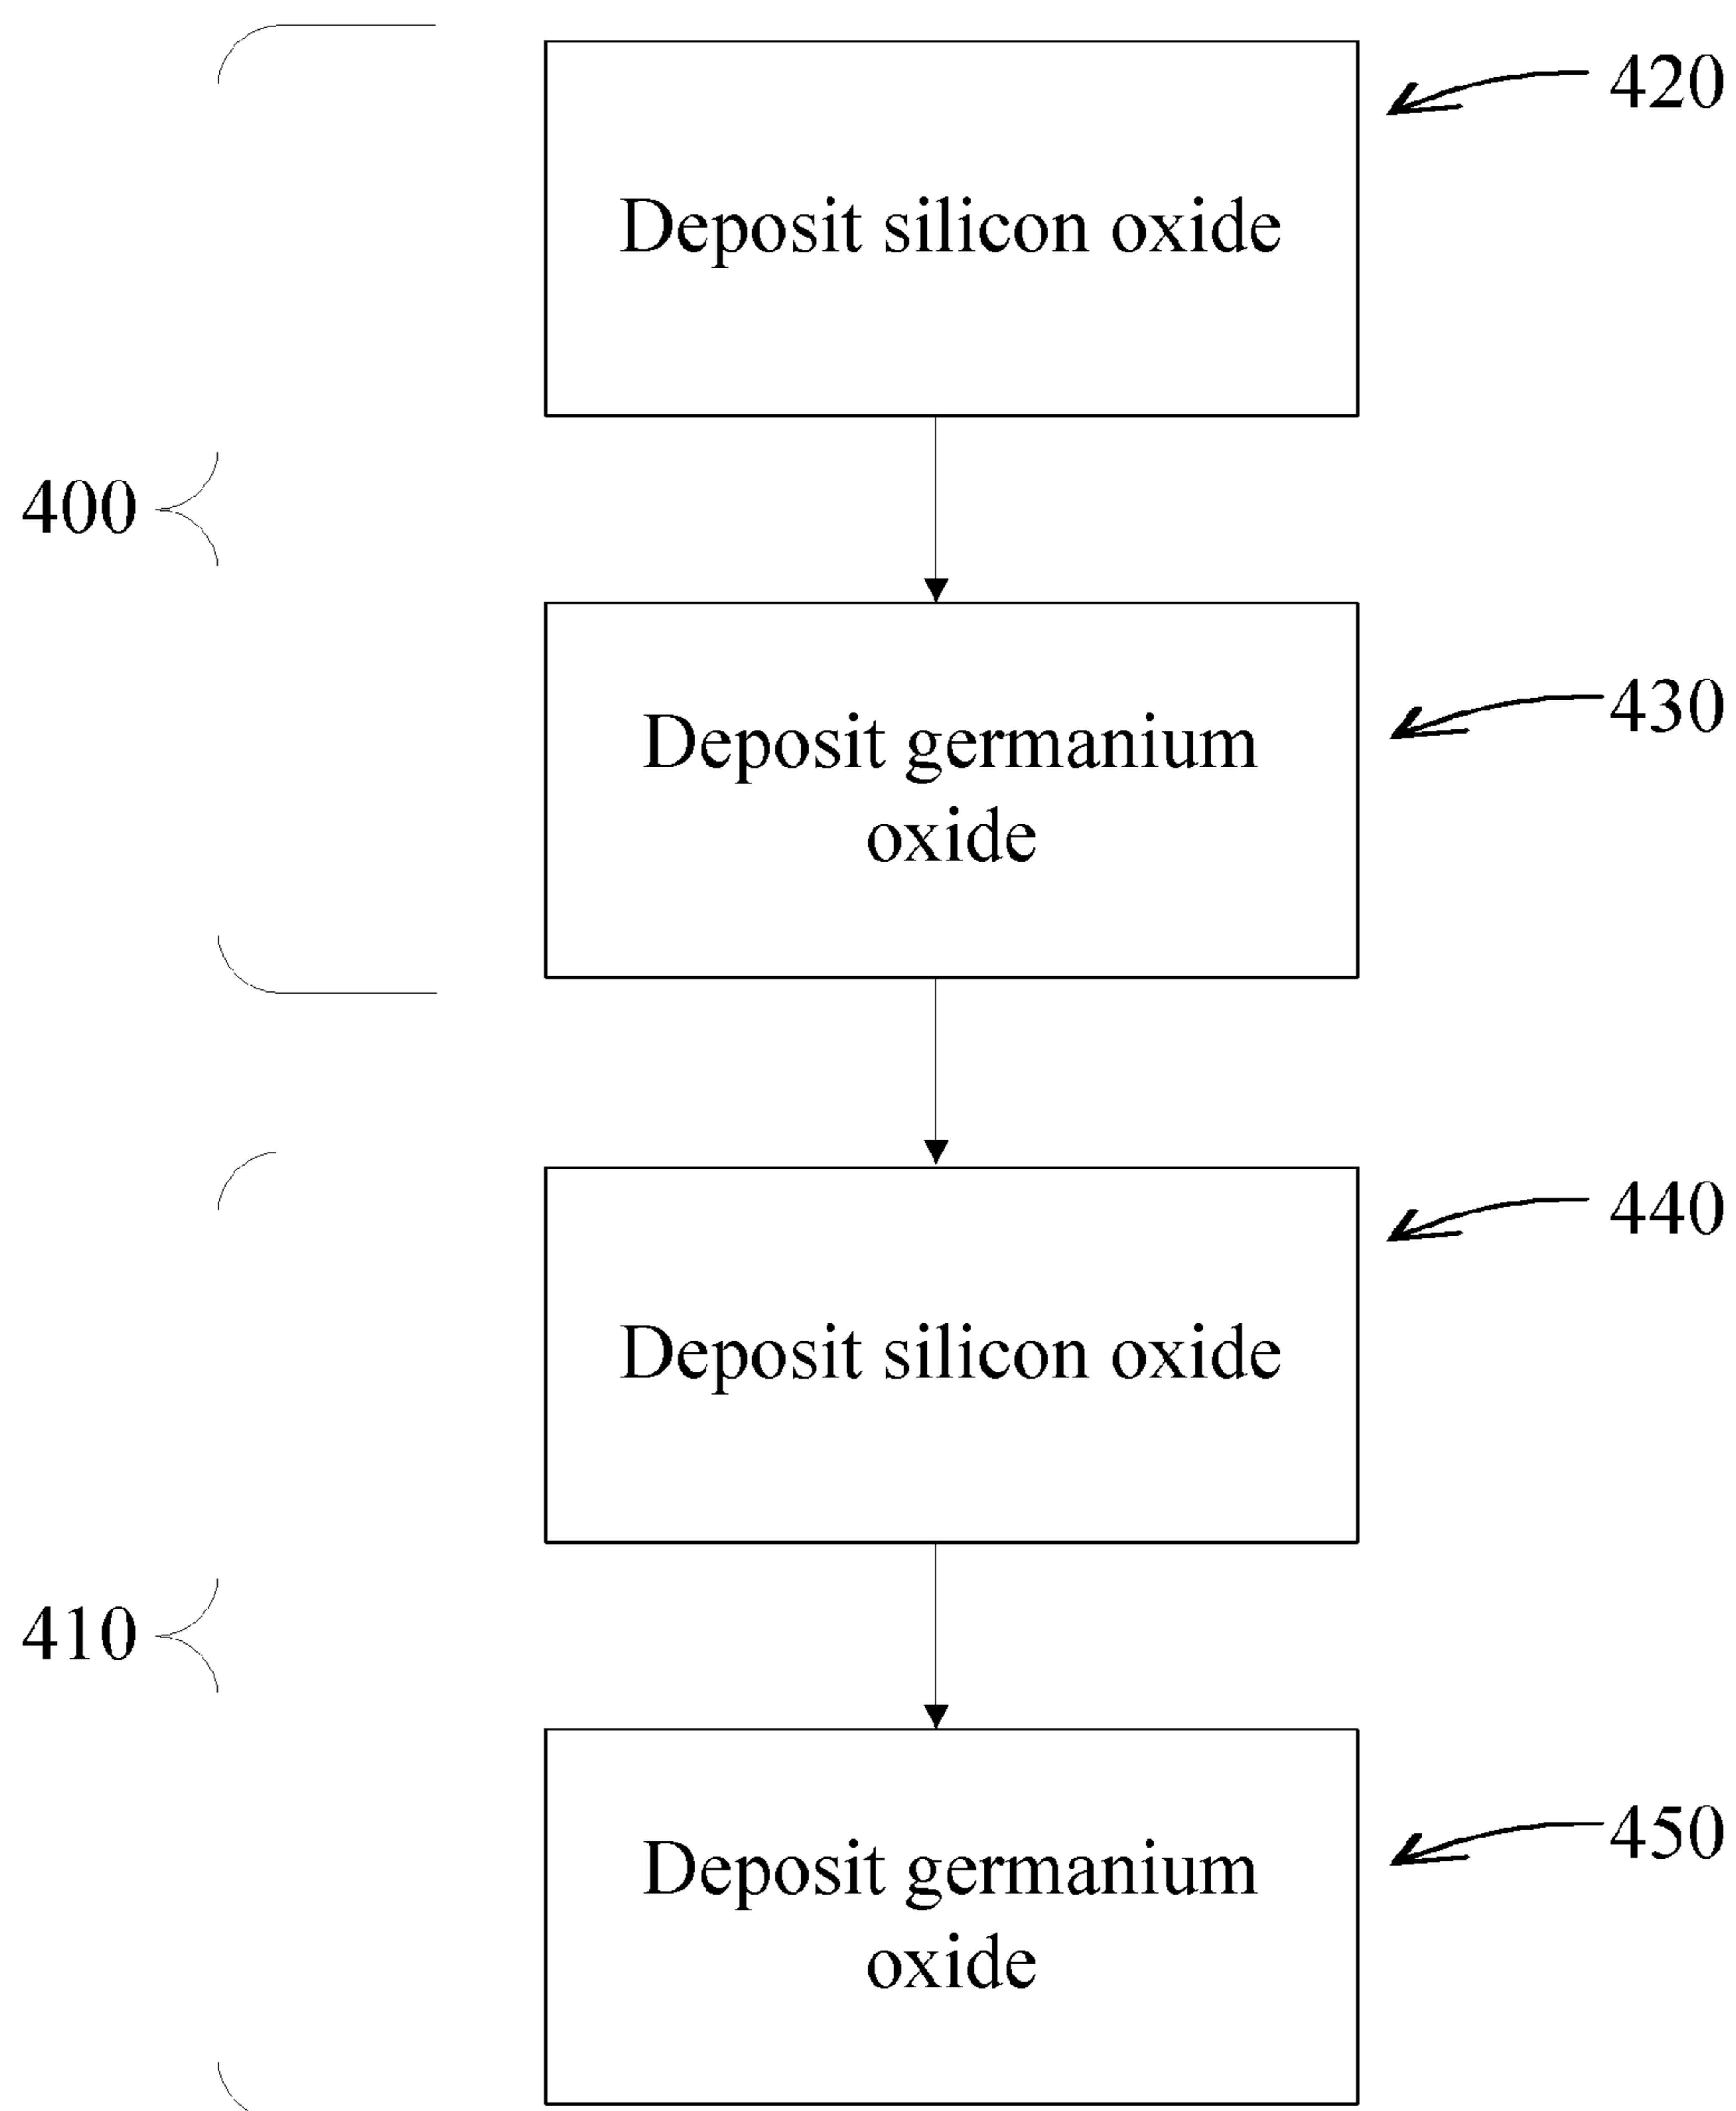 420
Deposit silicon oxide
400
430
Deposit germanium
oxide
440
Deposit silicon oxide
410
450
Deposit germanium
oxide